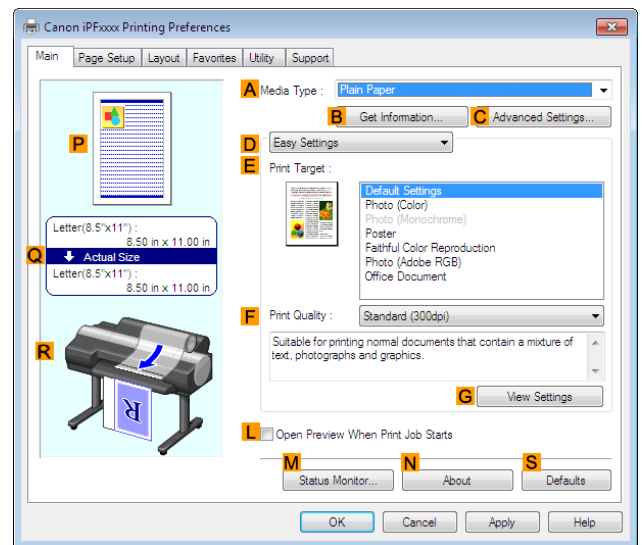 Canon iPFxxxx Printing Preferences
Main Page Setup Layout Favorites Utility Support
A Media Type : Plain Paper
B Get Information... C Advanced Settings...
P
D Easy Settings
E Print Target :
Default Settings
Photo (Color)
Photo (Monochrome)
Poster
Faithful Color Reproduction
Photo (Adobe RGB)
Office Document
Letter(8.5"x11") :
8.50 in x 11.00 in
Q Actual Size
Letter(8.5"x11") :
8.50 in x 11.00 in
F Print Quality : Standard (300dpi)
Suitable for printing normal documents that contain a mixture of
text, photographs and graphics.
R
R
G View Settings
L Open Preview When Print Job Starts
M Status Monitor... N About S Defaults
OK Cancel Apply Help